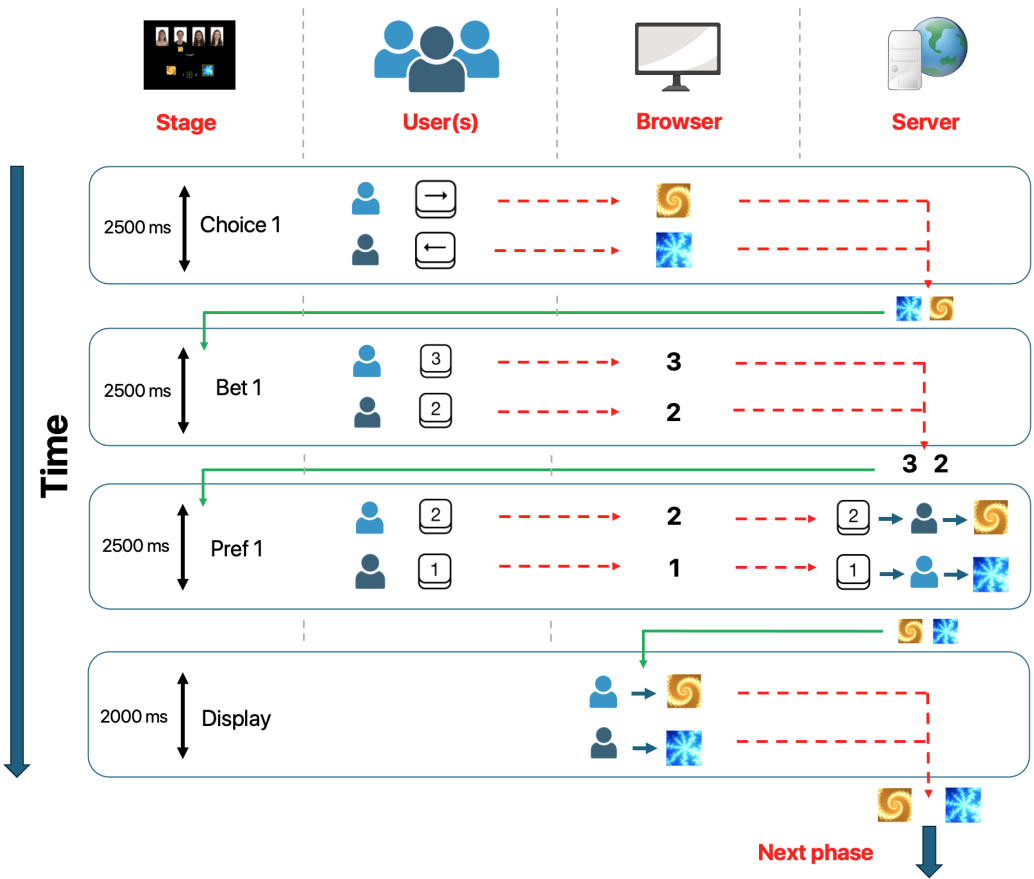 Stage
User(s)
Browser
Server
Time
2500 ms
Choice 1
→
←
2500 ms
Bet 1
3
3
2
2
3 2
2500 ms
Pref 1
2
2
2
1
1
1
2000 ms
Display
Next phase